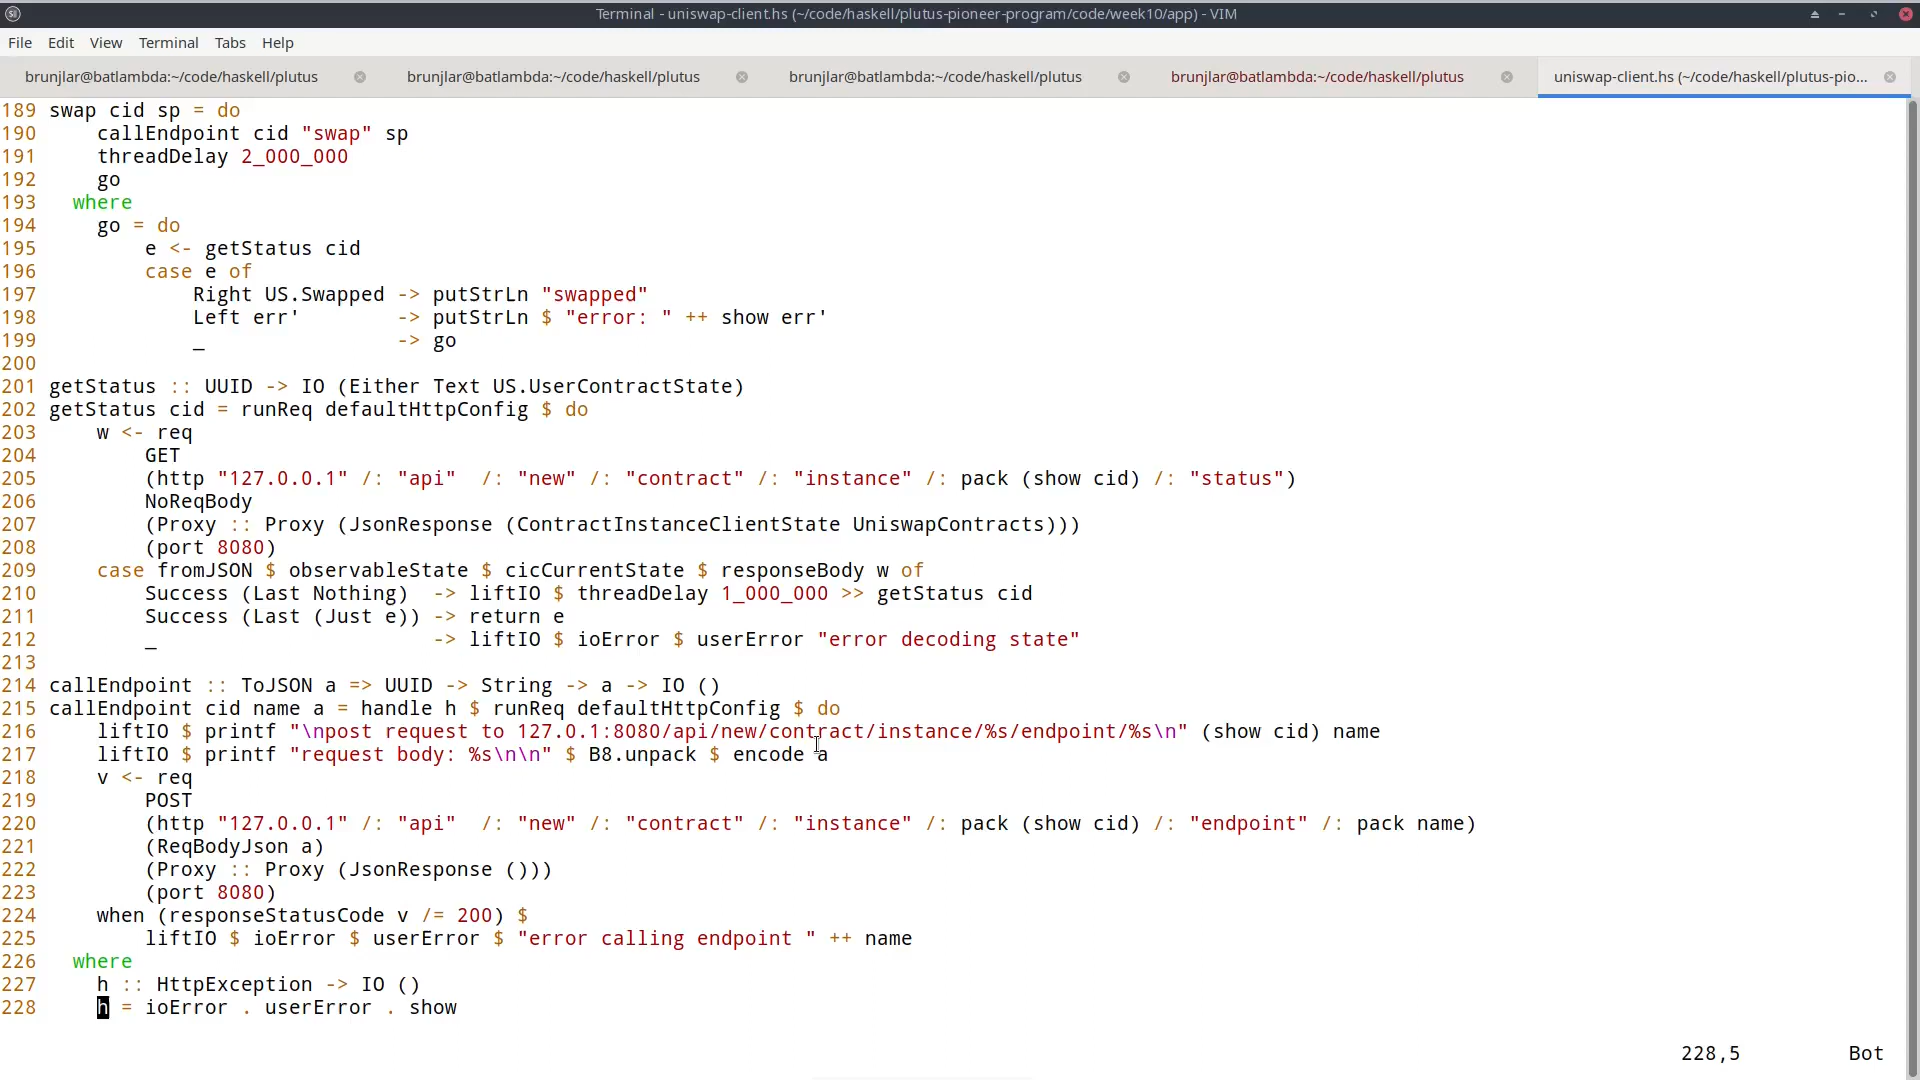 Terminal - uniswap-client.hs (~/code/haskell/plutus-pioneer-program/code/week10/app) - VIM
File Edit View Terminal Tabs Help
brunjlar@batlambda:~/code/haskell/plutus brunjlar@batlambda:~/code/haskell/plutus brunjlar@batlambda:~/code/haskell/plutus brunjlar@batlambda:~/code/haskell/plutus uniswap-client.hs (~/code/haskell/plutus-pio...
189 swap cid sp = do
190     callEndpoint cid "swap" sp
191     threadDelay 2_000_000
192     go
193   where
194     go = do
195         e <- getStatus cid
196         case e of
197             Right US.Swapped -> putStrLn "swapped"
198             Left err'        -> putStrLn $ "error: " ++ show err'
199             _                -> go
200
201 getStatus :: UUID -> IO (Either Text US.UserContractState)
202 getStatus cid = runReq defaultHttpConfig $ do
203     w <- req
204         GET
205         (http "127.0.0.1" /: "api"  /: "new" /: "contract" /: "instance" /: pack (show cid) /: "status")
206         NoReqBody
207         (Proxy :: Proxy (JsonResponse (ContractInstanceClientState UniswapContracts)))
208         (port 8080)
209     case fromJSON $ observableState $ cicCurrentState $ responseBody w of
210         Success (Last Nothing)  -> liftIO $ threadDelay 1_000_000 >> getStatus cid
211         Success (Last (Just e)) -> return e
212         _                       -> liftIO $ ioError $ userError "error decoding state"
213
214 callEndpoint :: ToJSON a => UUID -> String -> a -> IO ()
215 callEndpoint cid name a = handle h $ runReq defaultHttpConfig $ do
216     liftIO $ printf "\npost request to 127.0.1:8080/api/new/contract/instance/%s/endpoint/%s\n" (show cid) name
217     liftIO $ printf "request body: %s\n\n" $ B8.unpack $ encode a
218     v <- req
219         POST
220         (http "127.0.0.1" /: "api"  /: "new" /: "contract" /: "instance" /: pack (show cid) /: "endpoint" /: pack name)
221         (ReqBodyJson a)
222         (Proxy :: Proxy (JsonResponse ()))
223         (port 8080)
224     when (responseStatusCode v /= 200) $
225         liftIO $ ioError $ userError $ "error calling endpoint " ++ name
226   where
227     h :: HttpException -> IO ()
228     h = ioError . userError . show
228,5 Bot